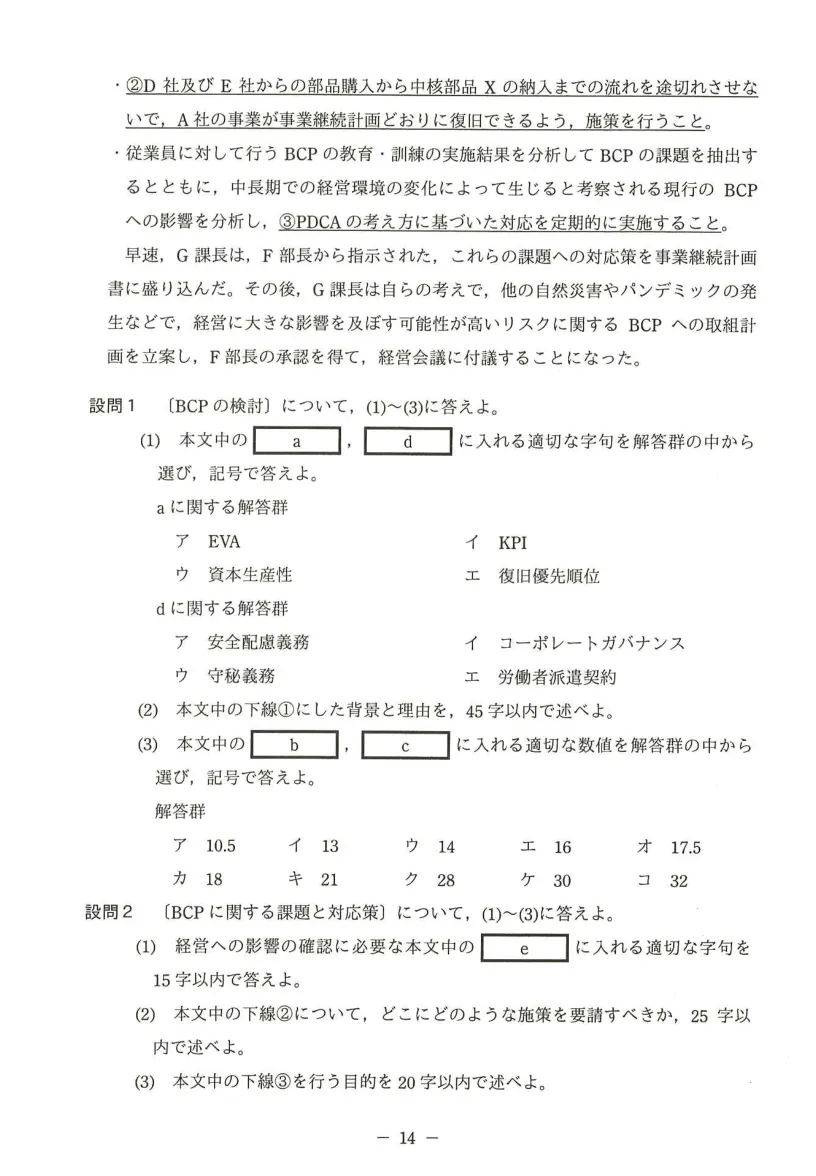 ・②D 社及び E 社からの部品購入から中核部品 X の納入までの流れを途切れさせな
いで，A 社の事業が事業継続計画どおりに復旧できるよう，施策を行うこと。
・従業員に対して行う BCP の教育・訓練の実施結果を分析して BCP の課題を抽出す
るとともに，中長期での経営環境の変化によって生じると考察される現行の BCP
への影響を分析し，③PDCA の考え方に基づいた対応を定期的に実施すること。
早速，G 課長は，F 部長から指示された，これらの課題への対応策を事業継続計画
書に盛り込んだ。その後，G 課長は自らの考えで，他の自然災害やパンデミックの発
生などで，経営に大きな影響を及ぼす可能性が高いリスクに関する BCP への取組計
画を立案し，F 部長の承認を得て，経営会議に付議することになった。
設問1 〔BCP の検討〕について，(1)～(3)に答えよ。
(1) 本文中の a ， d に入れる適切な字句を解答群の中から
選び，記号で答えよ。
a に関する解答群
ア EVA イ KPI
ウ 資本生産性 エ 復旧優先順位
d に関する解答群
ア 安全配慮義務 イ コーポレートガバナンス
ウ 守秘義務 エ 労働者派遣契約
(2) 本文中の下線①にした背景と理由を，45 字以内で述べよ。
(3) 本文中の b ， c に入れる適切な数値を解答群の中から
選び，記号で答えよ。
解答群
ア 10.5 イ 13 ウ 14 エ 16 オ 17.5
カ 18 キ 21 ク 28 ケ 30 コ 32
設問2 〔BCP に関する課題と対応策〕について，(1)～(3)に答えよ。
(1) 経営への影響の確認に必要な本文中の e に入れる適切な字句を
15 字以内で答えよ。
(2) 本文中の下線②について，どこにどのような施策を要請すべきか，25 字以
内で述べよ。
(3) 本文中の下線③を行う目的を 20 字以内で述べよ。
－ 14 －